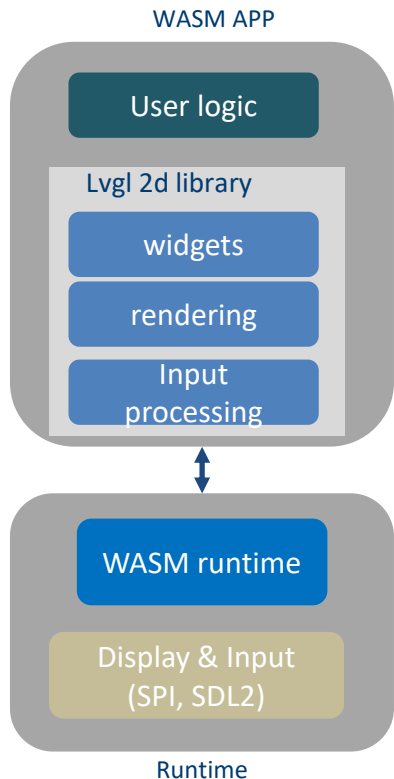 WASM APP
User logic
Lvgl 2d library
widgets
rendering
Input
processing
WASM runtime
Display & Input
(SPI, SDL2)
Runtime